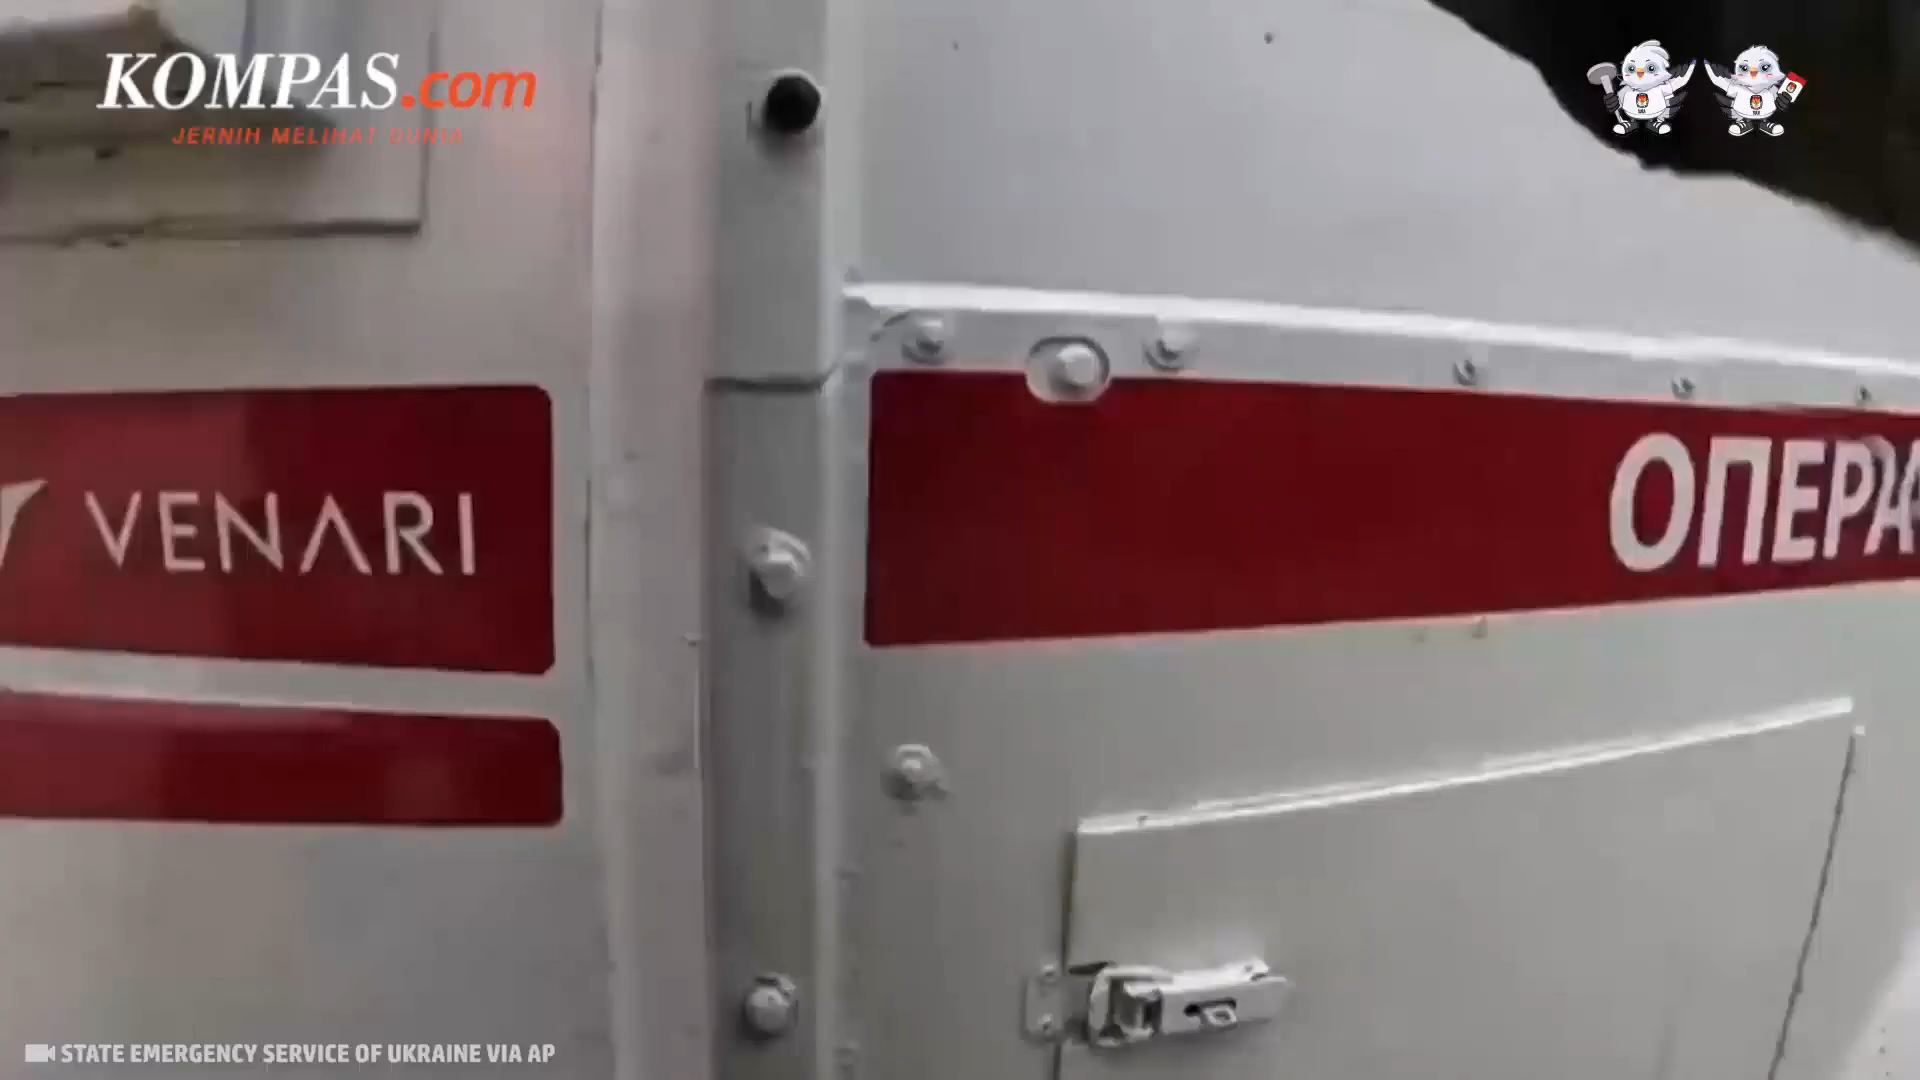 KOMPAS.com
JERNIH MELIHAT DUNIA
VENARI
ОПЕРА
STATE EMERGENCY SERVICE OF UKRAINE VIA AP